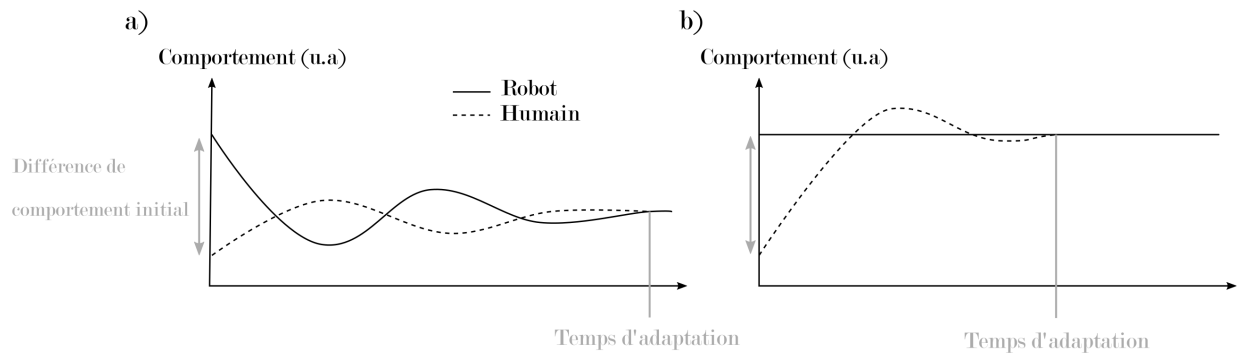 a)
Comportement (u.a)
Robot
Humain
Différence de
comportement initial
Temps d'adaptation
b)
Comportement (u.a)
Temps d'adaptation